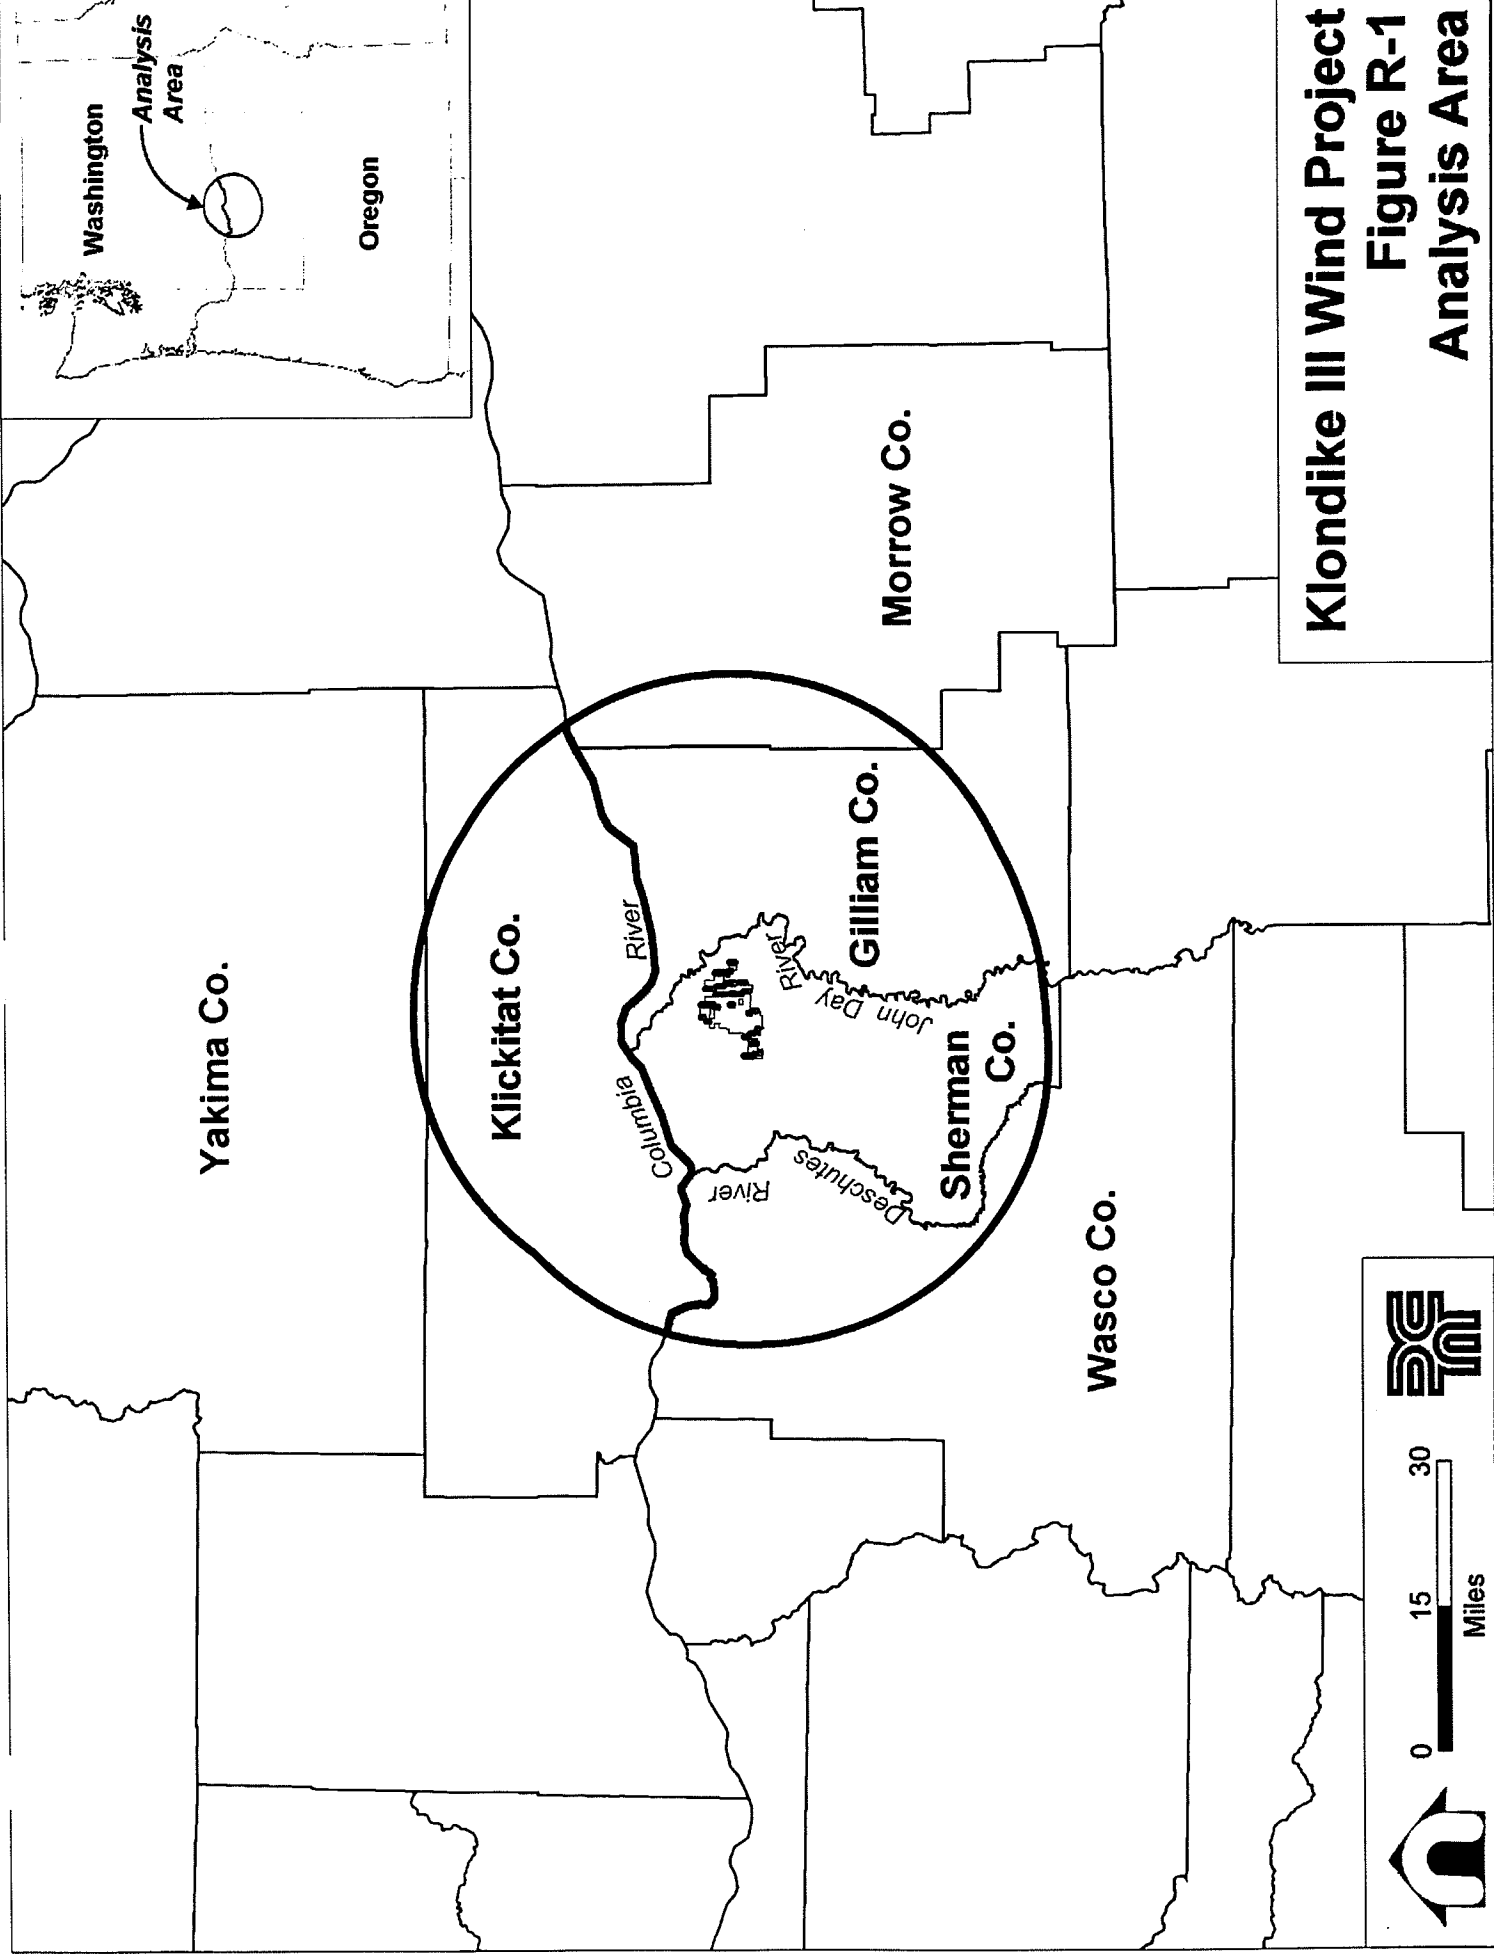 Washington
Analysis
Area
Oregon
Yakima Co.
Klickitat Co.
Columbia
River
River
Deschutes
John Day
River
Gilliam Co.
Morrow Co.
Sherman
Co.
Wasco Co.
0 15 30
Miles
Klondike III Wind Project
Figure R-1
Analysis Area